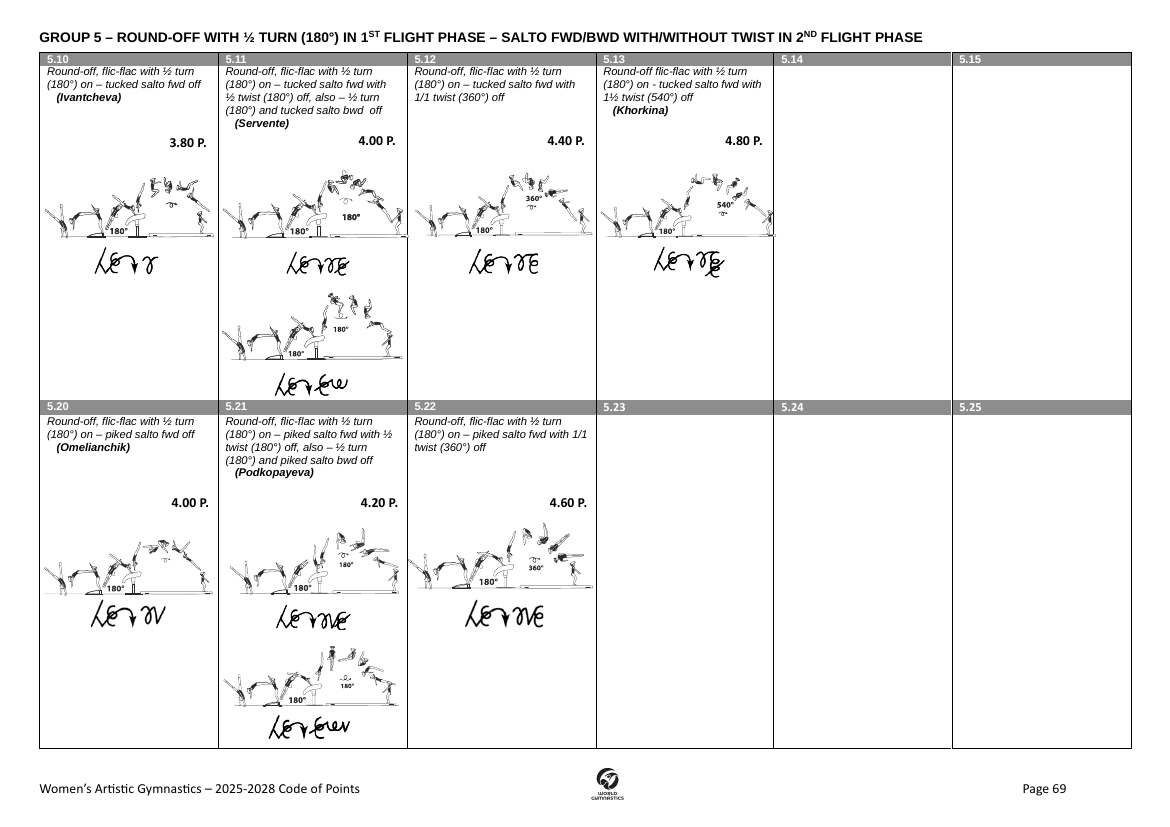 GROUP 5 – ROUND-OFF WITH ½ TURN (180°) IN 1ST FLIGHT PHASE – SALTO FWD/BWD WITH/WITHOUT TWIST IN 2ND FLIGHT PHASE
5.10
Round-off, flic-flac with ½ turn
(180°) on – tucked salto fwd off
(Ivantcheva)
3.80 P.
180°
5.11
Round-off, flic-flac with ½ turn
(180°) on – tucked salto fwd with
½ twist (180°) off, also – ½ turn
(180°) and tucked salto bwd off
(Servente)
4.00 P.
180°
180°
180°
180°
5.12
Round-off, flic-flac with ½ turn
(180°) on – tucked salto fwd with
1/1 twist (360°) off
4.40 P.
360°
180°
5.13
Round-off, flic-flac with ½ turn
(180°) on - tucked salto fwd with
1½ twist (540°) off
(Khorkina)
4.80 P.
540°
180°
5.14
5.15
5.20
Round-off, flic-flac with ½ turn
(180°) on – piked salto fwd off
(Omelianchik)
4.00 P.
180°
5.21
Round-off, flic-flac with ½ turn
(180°) on – piked salto fwd with ½
twist (180°) off, also – ½ turn
(180°) and piked salto bwd off
(Podkopayeva)
4.20 P.
180°
180°
180°
180°
5.22
Round-off, flic-flac with ½ turn
(180°) on – piked salto fwd with 1/1
twist (360°) off
4.60 P.
360°
180°
5.23
5.24
5.25
Women's Artistic Gymnastics – 2025-2028 Code of Points
WORLD
GYMNASTICS
Page 69